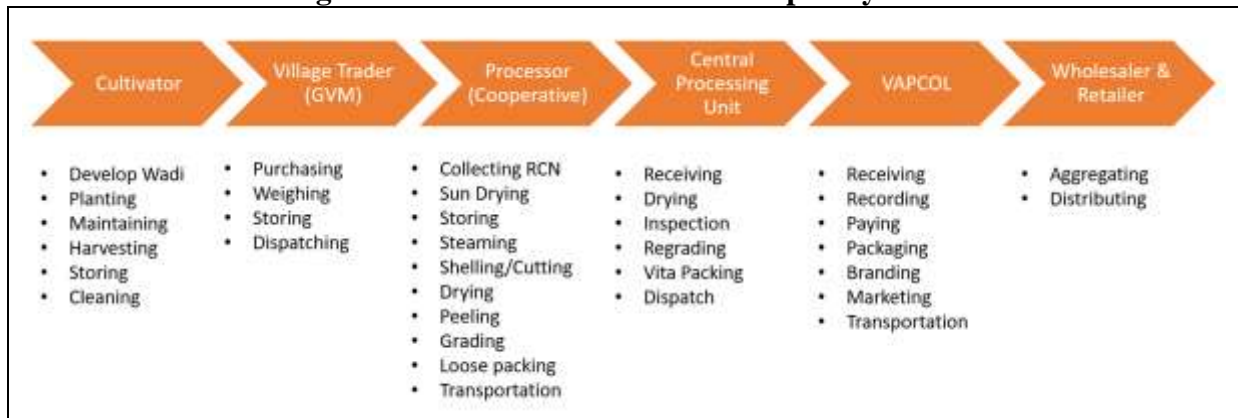 Cultivator
Village Trader
(GVM)
Processor
(Cooperative)
Central
Processing
Unit
VAPCOL
Wholesaler &
Retailer
• Develop Wadi
• Planting
• Maintaining
• Harvesting
• Storing
• Cleaning
• Purchasing
• Weighing
• Storing
• Dispatching
• Collecting RCN
• Sun Drying
• Storing
• Steaming
• Shelling/Cutting
• Drying
• Peeling
• Grading
• Loose packing
• Transportation
• Receiving
• Drying
• Inspection
• Regrading
• Vita Packing
• Dispatch
• Receiving
• Recording
• Paying
• Packaging
• Branding
• Marketing
• Transportation
• Aggregating
• Distributing